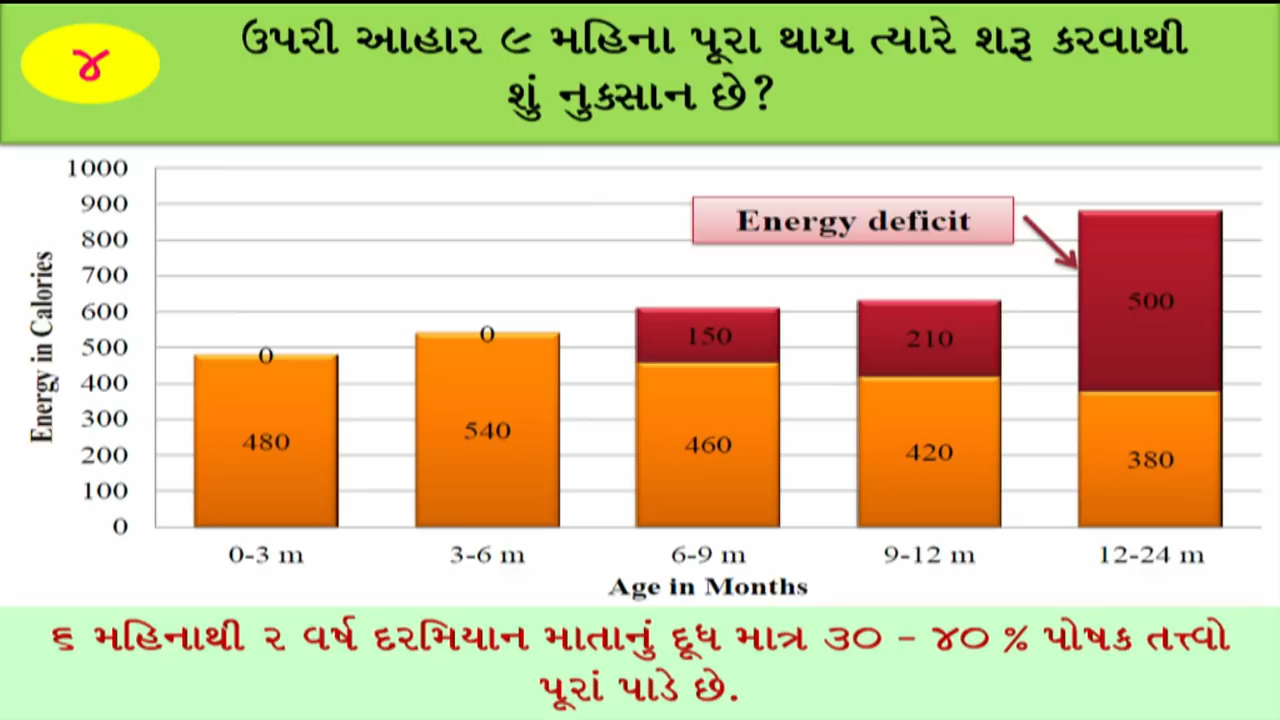 ૪
ઉપરી આહાર ૯ મહિના પૂરા થાય ત્યારે શરૂ કરવાથી
શું નુકસાન છે?
1000
900
800
700
600
500
400
300
200
100
0
Energy in Calories
Energy deficit
0
480
0
540
150
460
210
420
500
380
0-3 m
3-6 m
6-9 m
9-12 m
12-24 m
Age in Months
૬ મહિનાથી ૨ વર્ષ દરમિયાન માતાનું દૂધ માત્ર ૩૦ - ૪૦ % પોષક તત્ત્વો
પૂરાં પાડે છે.